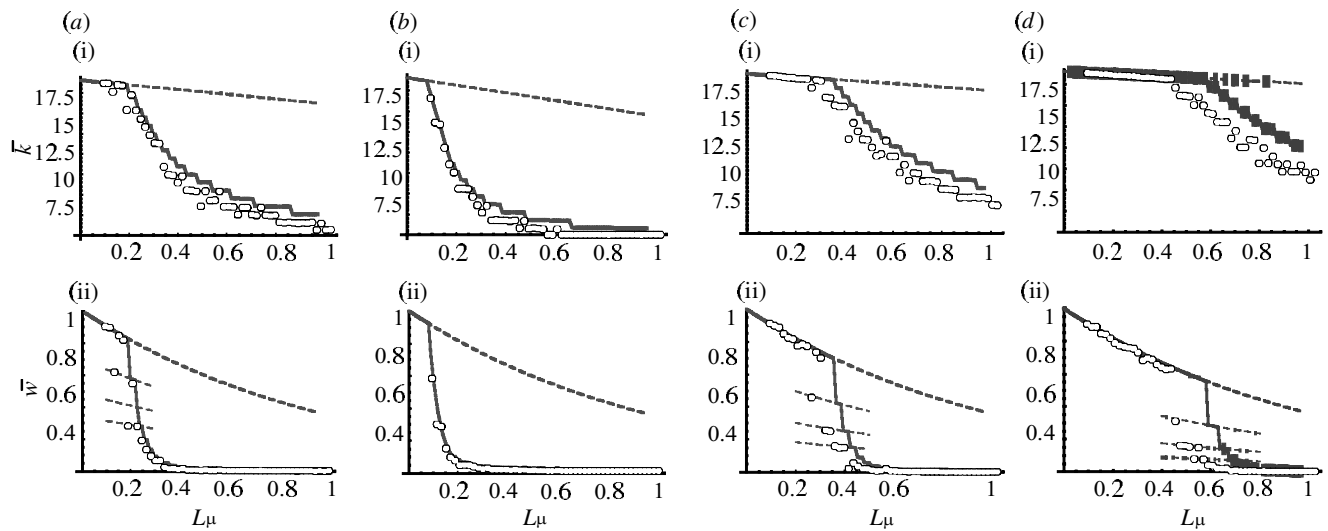 (a) (b) (c) (d)
(i) (i) (i) (i)
17.5 17.5 17.5 17.5
15 15 15 15
k̅ 12.5 12.5 12.5 12.5
10 10 10 10
7.5 7.5 7.5 7.5
0.2 0.4 0.6 0.8 1 0.2 0.4 0.6 0.8 1 0.2 0.4 0.6 0.8 1 0.2 0.4 0.6 0.8 1
(ii) (ii) (ii) (ii)
1 1 1 1
0.8 0.8 0.8 0.8
w̅ 0.6 0.6 0.6 0.6
0.4 0.4 0.4 0.4
0.2 0.4 0.6 0.8 1 0.2 0.4 0.6 0.8 1 0.2 0.4 0.6 0.8 1 0.2 0.4 0.6 0.8 1
Lμ Lμ Lμ Lμ